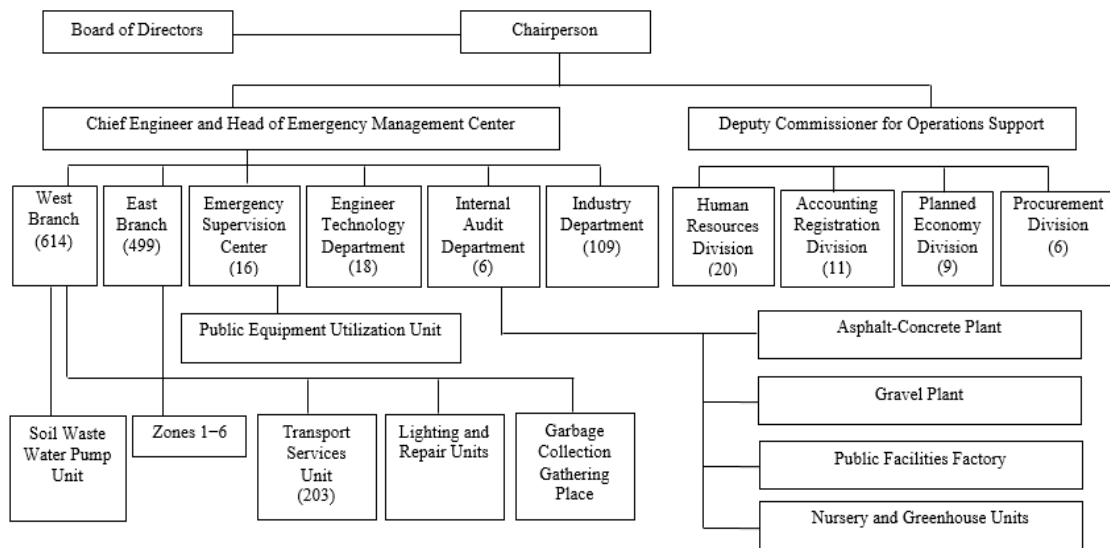 Board of Directors
Chairperson
Chief Engineer and Head of Emergency Management Center
Deputy Commissioner for Operations Support
West
Branch
(614)
East
Branch
(499)
Emergency
Supervision
Center
(16)
Engineer
Technology
Department
(18)
Internal
Audit
Department
(6)
Industry
Department
(109)
Human
Resources
Division
(20)
Accounting
Registration
Division
(11)
Planned
Economy
Division
(9)
Procurement
Division
(6)
Public Equipment Utilization Unit
Asphalt-Concrete Plant
Gravel Plant
Public Facilities Factory
Nursery and Greenhouse Units
Soil Waste
Water Pump
Unit
Zones 1−6
Transport
Services
Unit
(203)
Lighting and
Repair Units
Garbage
Collection
Gathering
Place